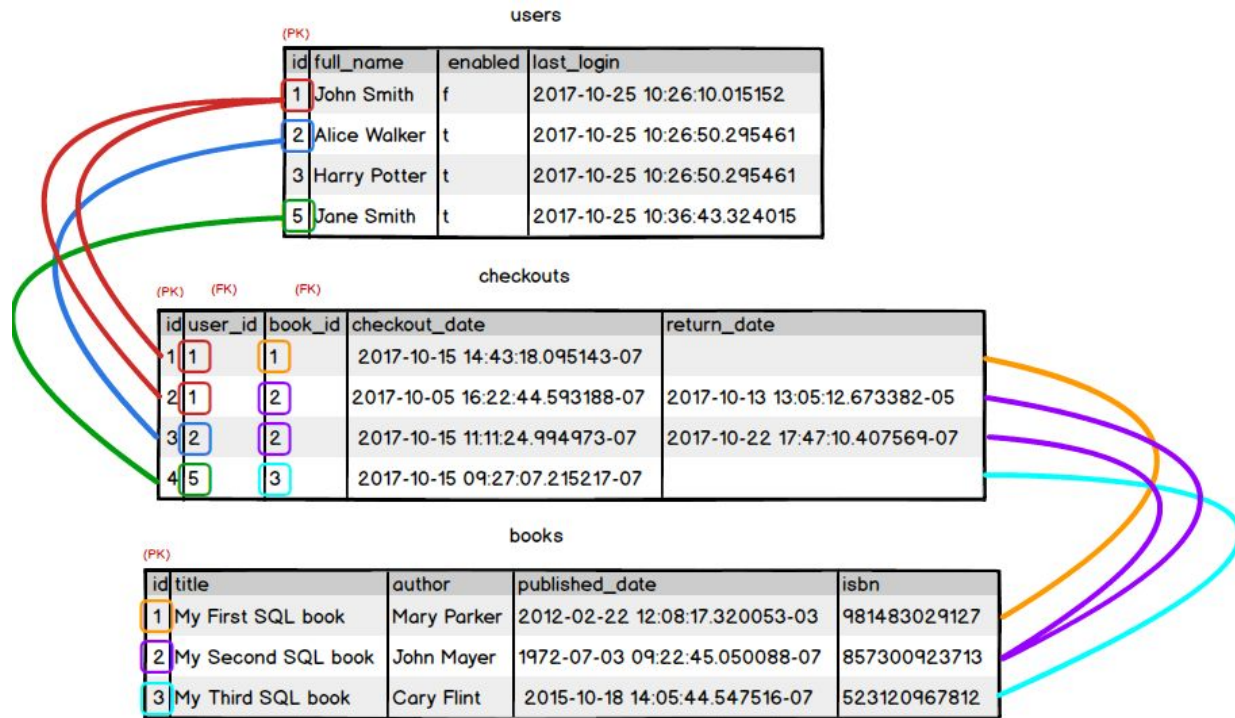 users
(PK)
id full_name enabled last_login
1 John Smith f 2017-10-25 10:26:10.015152
2 Alice Walker t 2017-10-25 10:26:50.295461
3 Harry Potter t 2017-10-25 10:26:50.295461
5 Jane Smith t 2017-10-25 10:36:43.324015
checkouts
(PK) (FK) (FK)
id user_id book_id checkout_date return_date
1 1 1 2017-10-15 14:43:18.095143-07
2 1 2 2017-10-05 16:22:44.593188-07 2017-10-13 13:05:12.673382-05
3 2 2 2017-10-15 11:11:24.994973-07 2017-10-22 17:47:10.407569-07
4 5 3 2017-10-15 09:27:07.215217-07
books
(PK)
id title author published_date isbn
1 My First SQL book Mary Parker 2012-02-22 12:08:17.320053-03 981483029127
2 My Second SQL book John Mayer 1972-07-03 09:22:45.050088-07 857300923713
3 My Third SQL book Cary Flint 2015-10-18 14:05:44.547516-07 523120967812